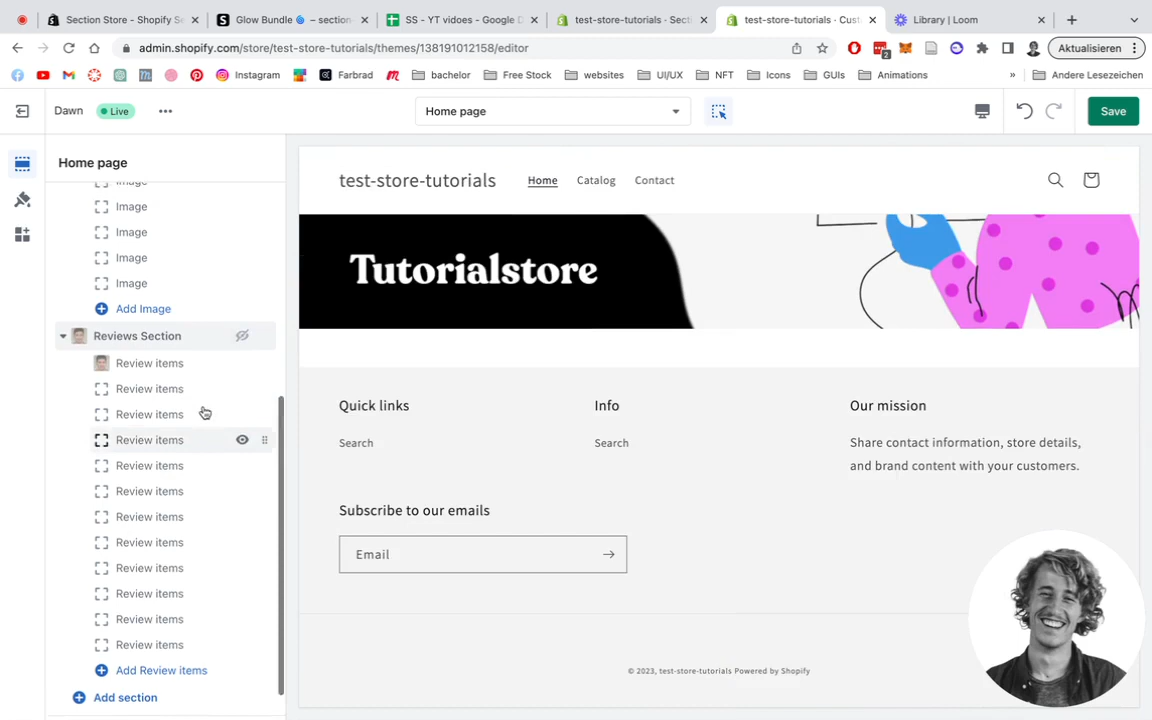 Section Store - Shopify Se
Glow Bundle 🌀 – section-
SS - YT vidoes - Google D
test-store-tutorials · Secti
test-store-tutorials · Cust
Library | Loom
admin.shopify.com/store/test-store-tutorials/themes/138191012158/editor
2
Aktualisieren
Instagram
Farbrad
bachelor
Free Stock
websites
UI/UX
NFT
Icons
GUIs
Animations
»
Andere Lesezeichen
Dawn
Live
Home page
Save
Home page
Image
Image
Image
Image
Image
Add Image
Reviews Section
Review items
Review items
Review items
Review items
Review items
Review items
Review items
Review items
Review items
Review items
Review items
Review items
Add Review items
Add section
test-store-tutorials
Home
Catalog
Contact
Tutorialstore
Quick links
Info
Our mission
Search
Search
Share contact information, store details,
and brand content with your customers.
Subscribe to our emails
Email
© 2023, test-store-tutorials Powered by Shopify